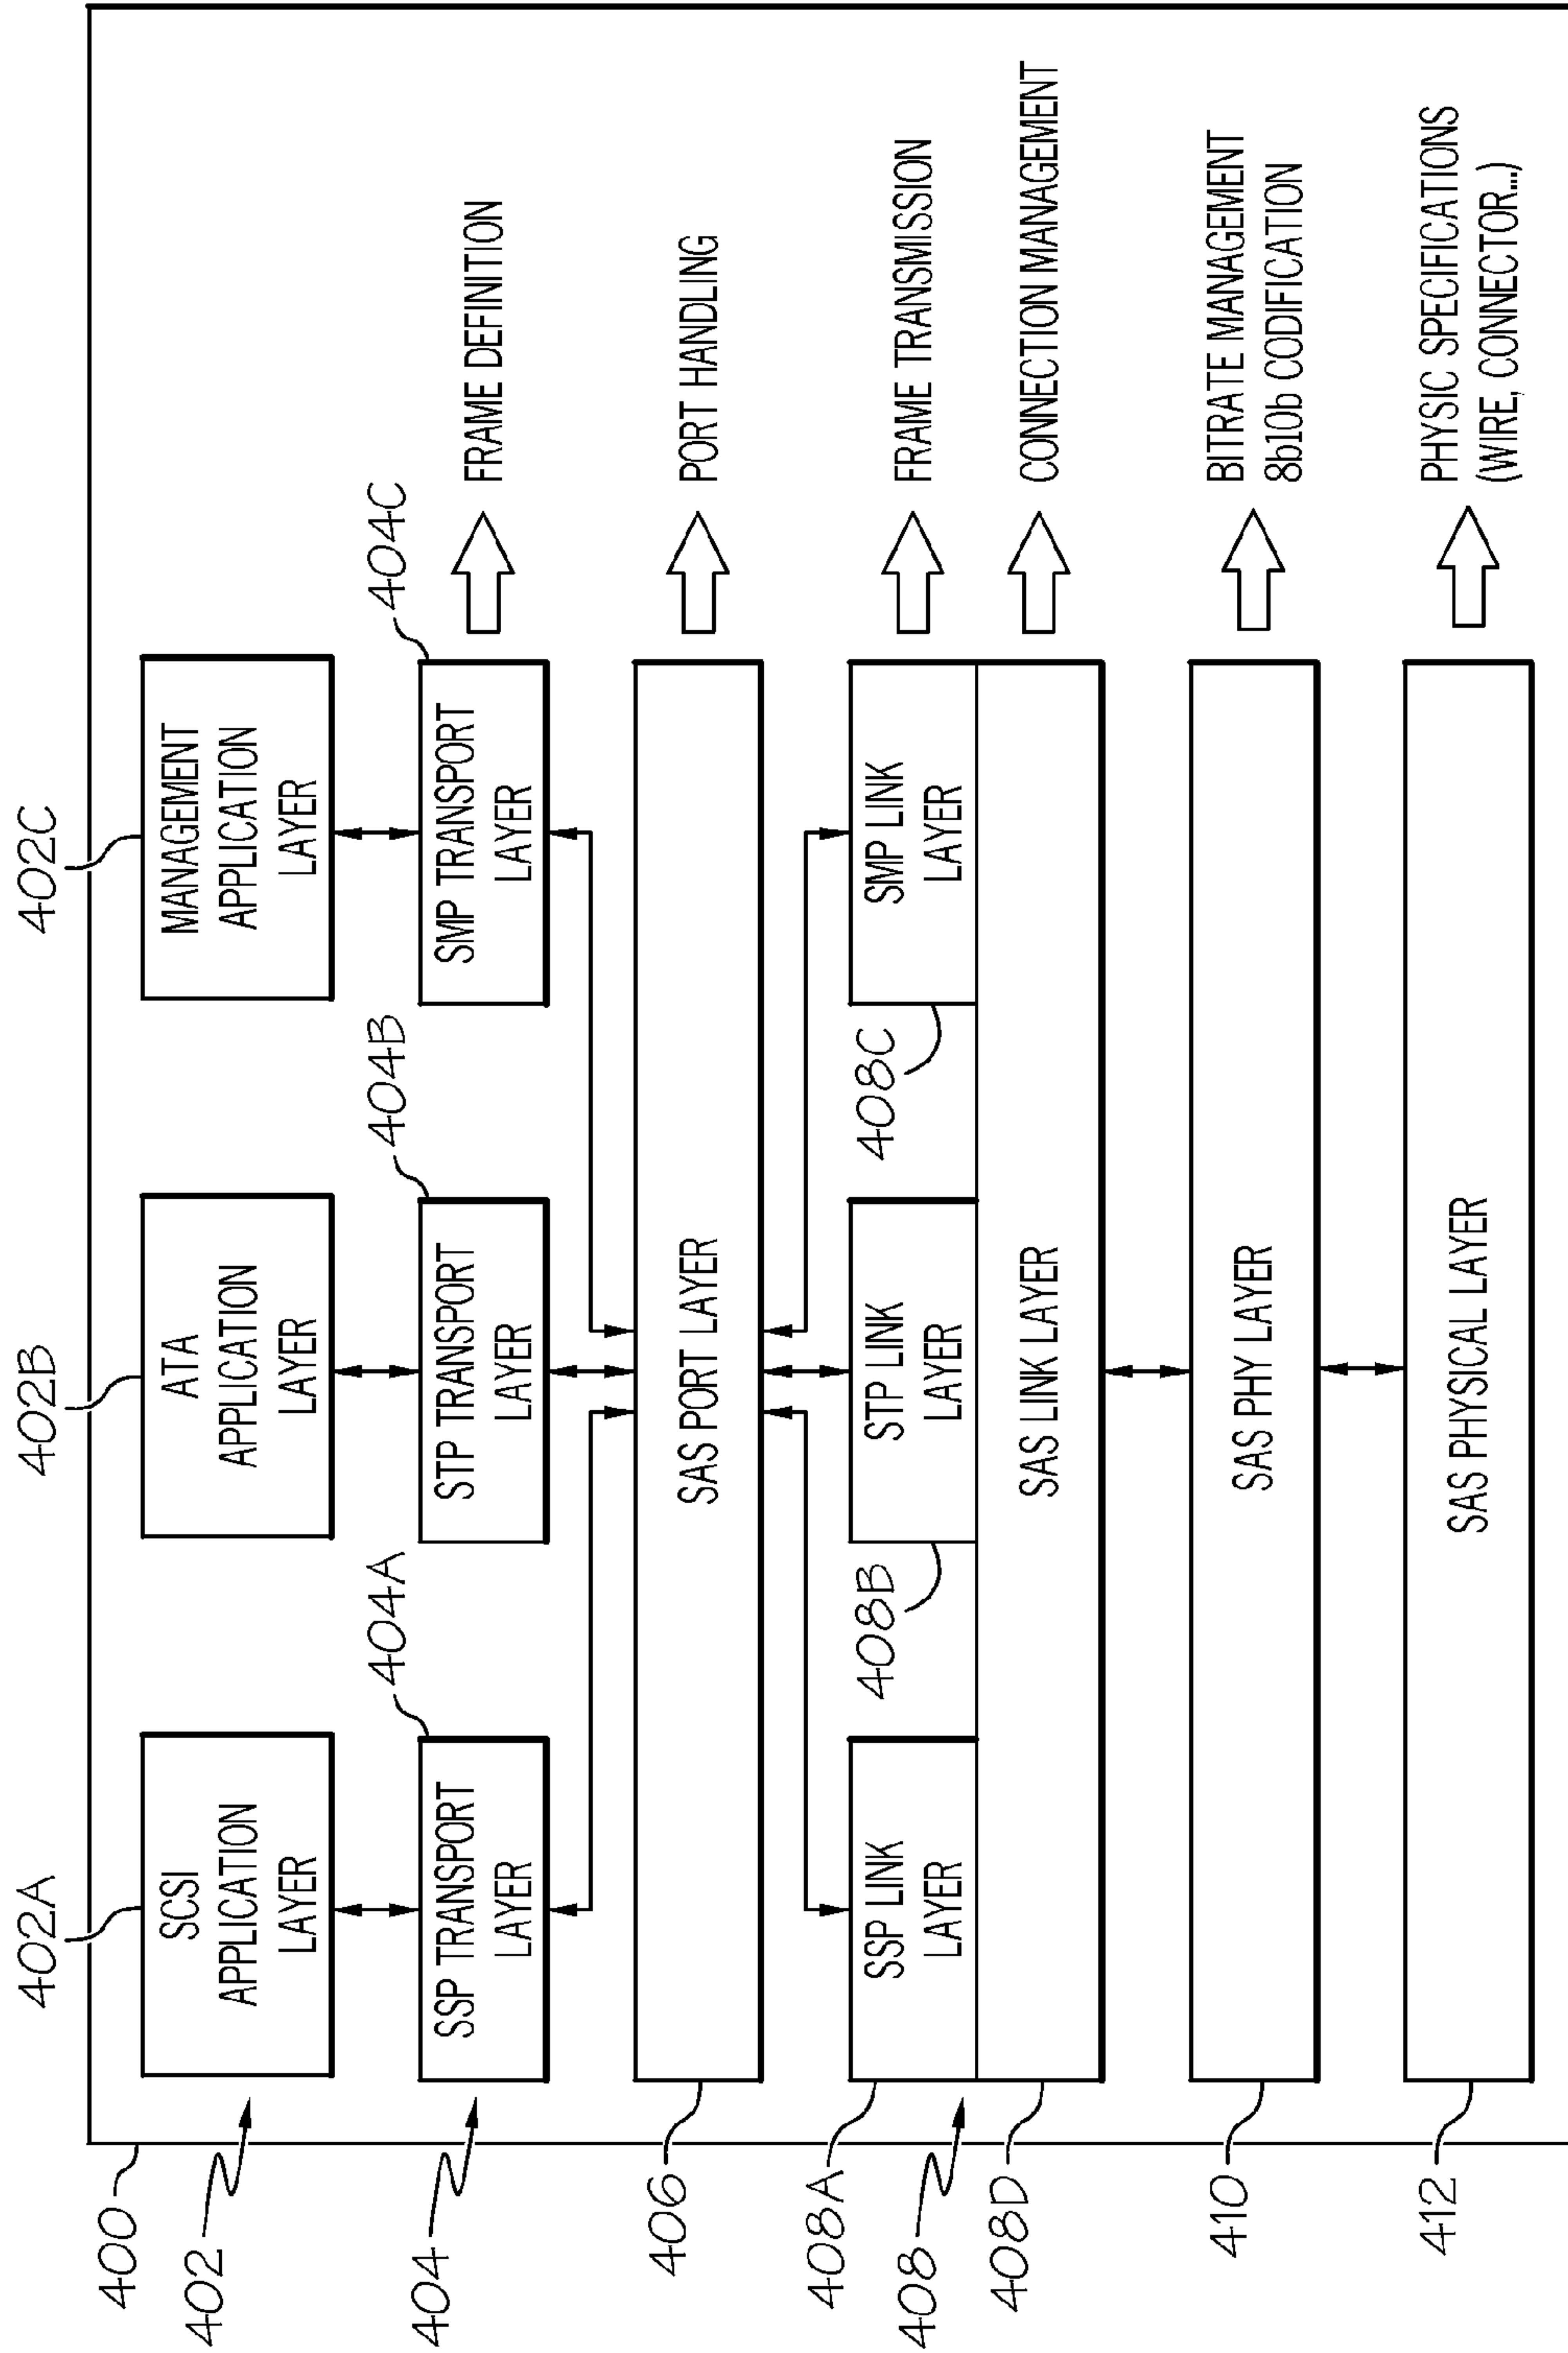 402A
402B
402C
400
402
SCSI
APPLICATION
LAYER
ATA
APPLICATION
LAYER
MANAGEMENT
APPLICATION
LAYER
404A
404B
404C
404
SSP TRANSPORT
LAYER
STP TRANSPORT
LAYER
SMP TRANSPORT
LAYER
FRAME DEFINITION
406
SAS PORT LAYER
PORT HANDLING
408A
SSP LINK
LAYER
408B
STP LINK
LAYER
408C
SMP LINK
LAYER
FRAME TRANSMISSION
408
408D
SAS LINK LAYER
CONNECTION MANAGEMENT
410
SAS PHY LAYER
BITRATE MANAGEMENT
8b10b CODIFICATION
412
SAS PHYSICAL LAYER
PHYSIC SPECIFICATIONS
(WIRE, CONNECTOR...)